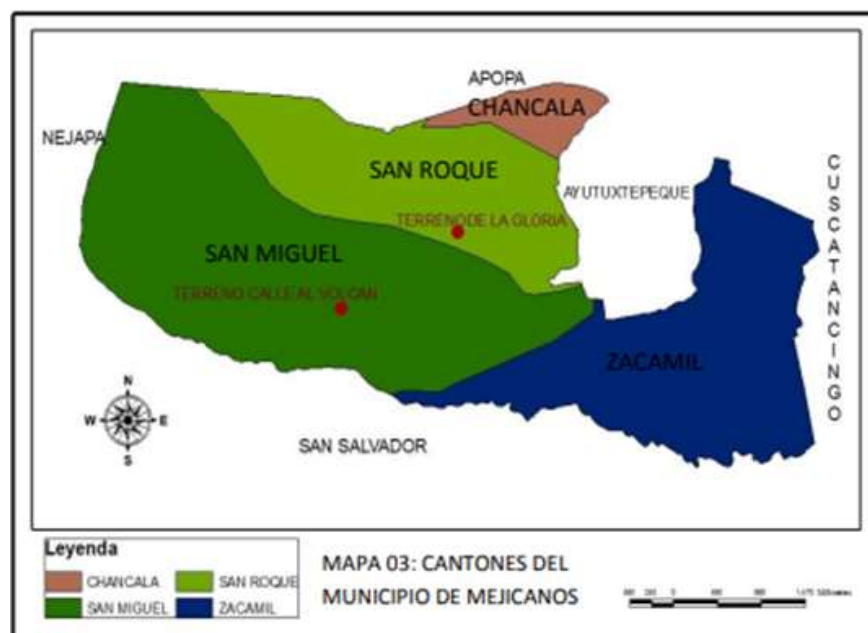 APOPA
CHANCALA
NEJAPA
SAN ROQUE
AYUTUXTEPEQUE
CUSCATANCINGO
TERRENO DE LA GLORIA
SAN MIGUEL
TERRENO CALLE AL VOLCAN
ZACAMIL
N
W E
S
SAN SALVADOR
Leyenda
CHANCALA SAN ROQUE
SAN MIGUEL ZACAMIL
MAPA 03: CANTONES DEL
MUNICIPIO DE MEJICANOS